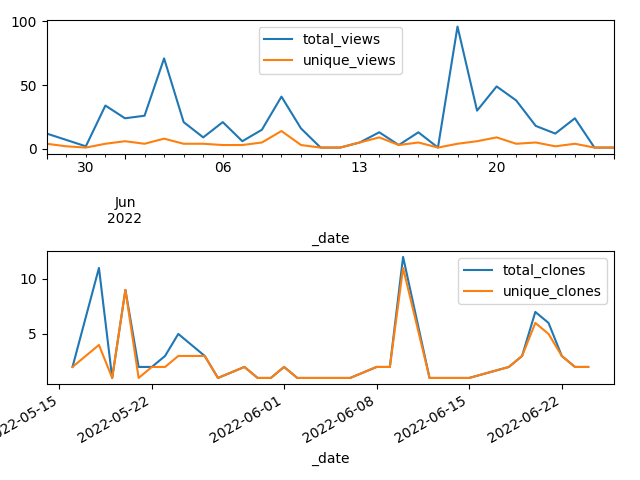 100
50
0
total_views
unique_views
30
06
13
20
Jun
2022
_date
10
5
total_clones
unique_clones
22-05-15
2022-05-22
2022-06-01
2022-06-08
2022-06-15
2022-06-22
_date